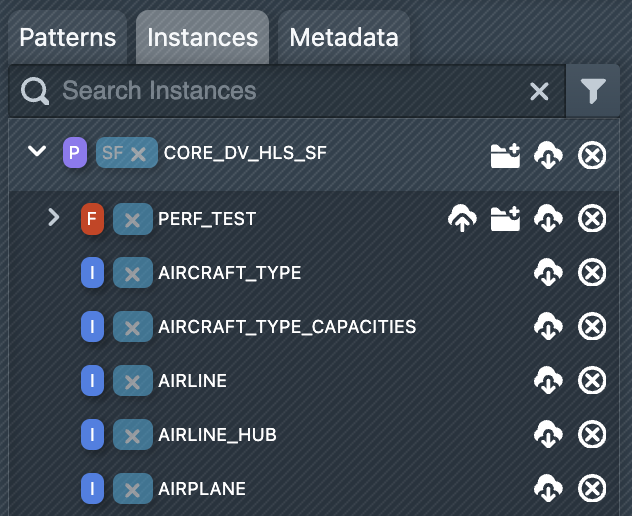 Patterns Instances Metadata
Search Instances
P SF CORE_DV_HLS_SF
F PERF_TEST
I AIRCRAFT_TYPE
I AIRCRAFT_TYPE_CAPACITIES
I AIRLINE
I AIRLINE_HUB
I AIRPLANE